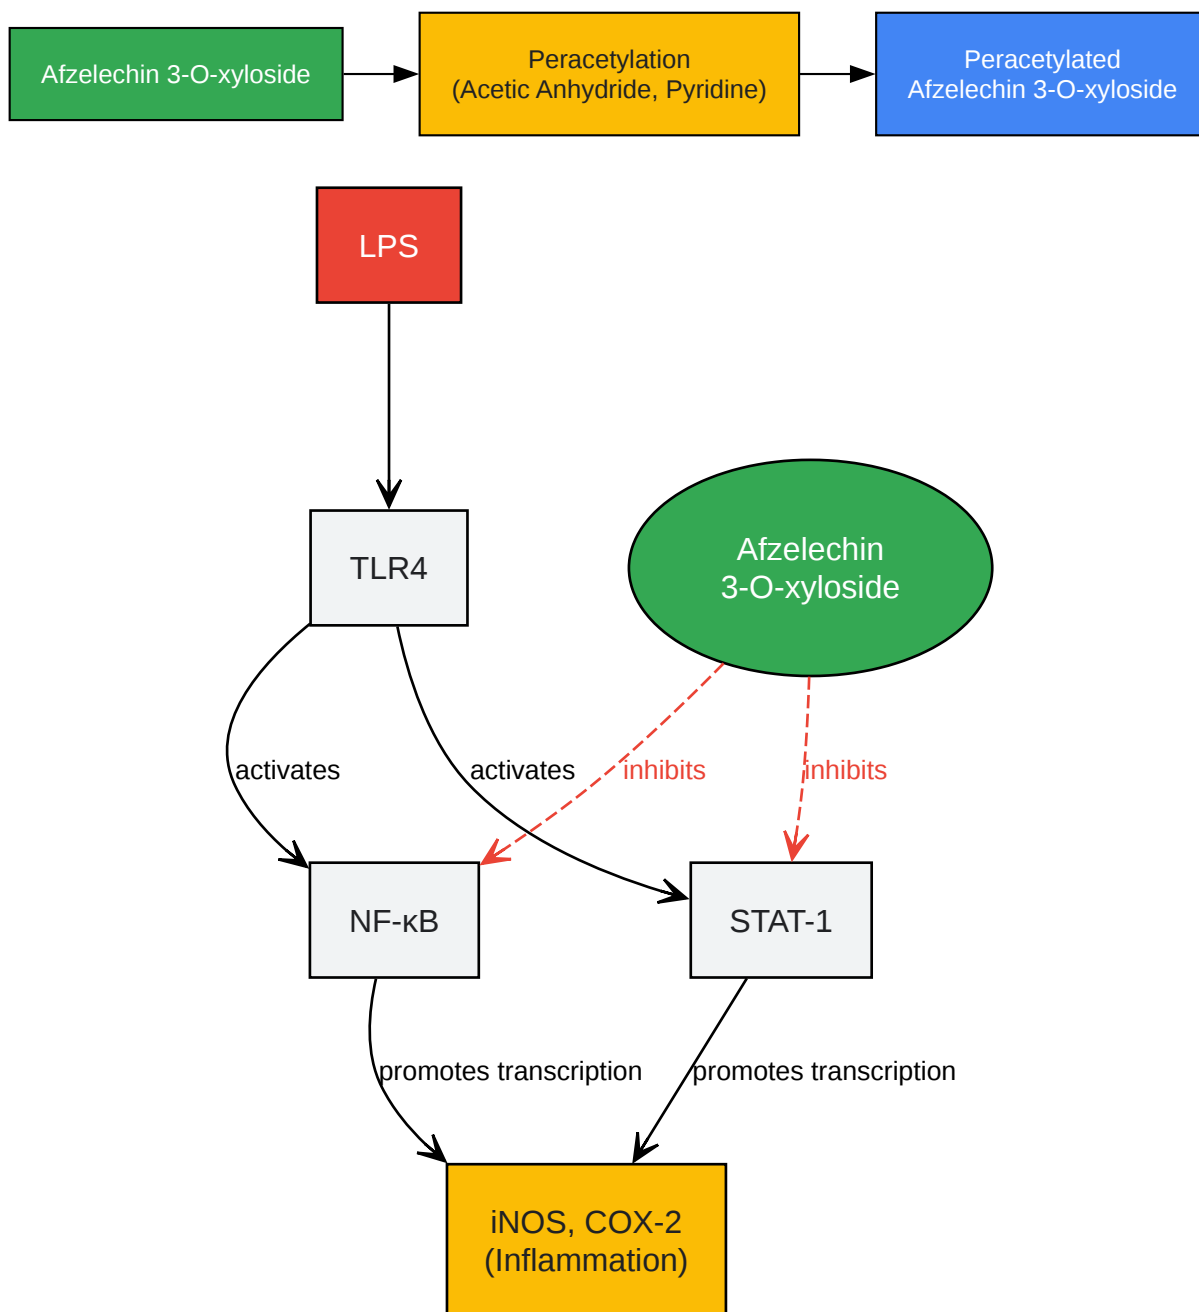 Afzelechin 3-O-xyloside
Peracetylation
(Acetic Anhydride, Pyridine)
Peracetylated
Afzelechin 3-O-xyloside
LPS
TLR4
Afzelechin
3-O-xyloside
activates
activates
inhibits
inhibits
NF-κB
STAT-1
promotes transcription
promotes transcription
iNOS, COX-2
(Inflammation)